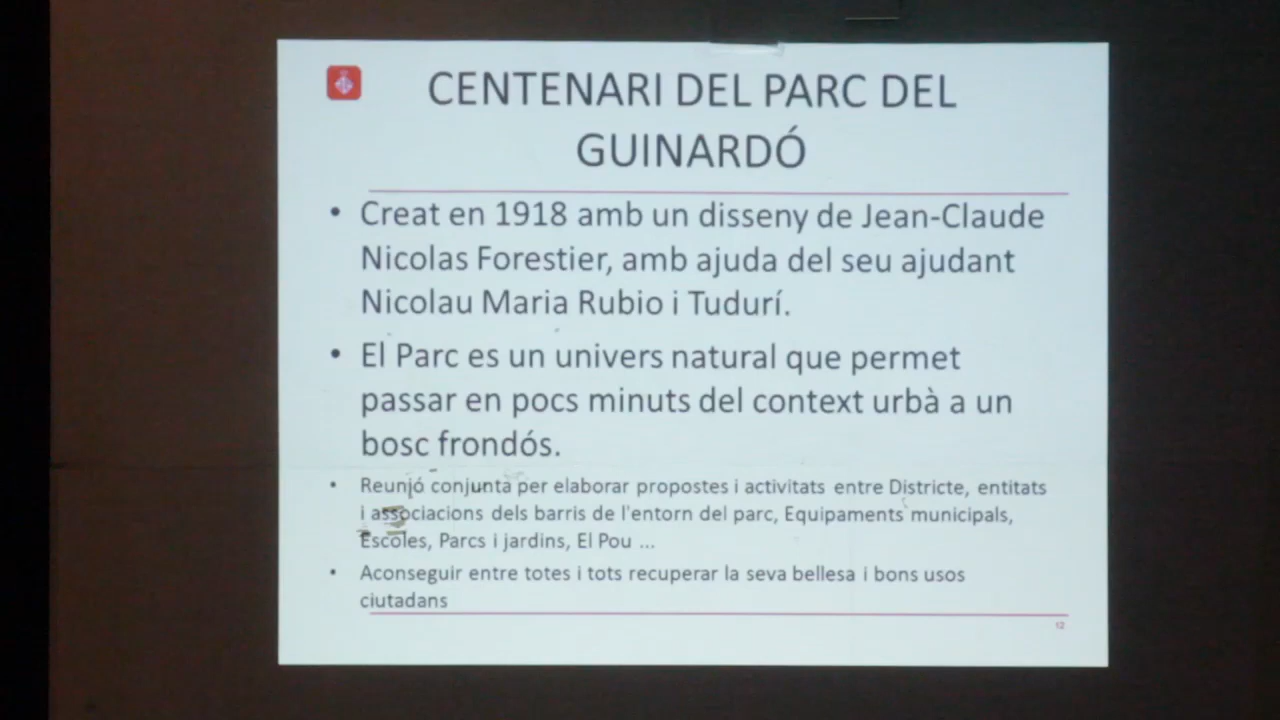 CENTENARI DEL PARC DEL
GUINARDÓ
• Creat en 1918 amb un disseny de Jean-Claude
Nicolas Forestier, amb ajuda del seu ajudant
Nicolau Maria Rubio i Tudurí.
• El Parc es un univers natural que permet
passar en pocs minuts del context urbà a un
bosc frondós.
• Reunió conjunta per elaborar propostes i activitats entre Districte, entitats
i associacions dels barris de l'entorn del parc, Equipaments municipals,
Escoles, Parcs i jardins, El Pou ...
• Aconseguir entre totes i tots recuperar la seva bellesa i bons usos
ciutadans
12